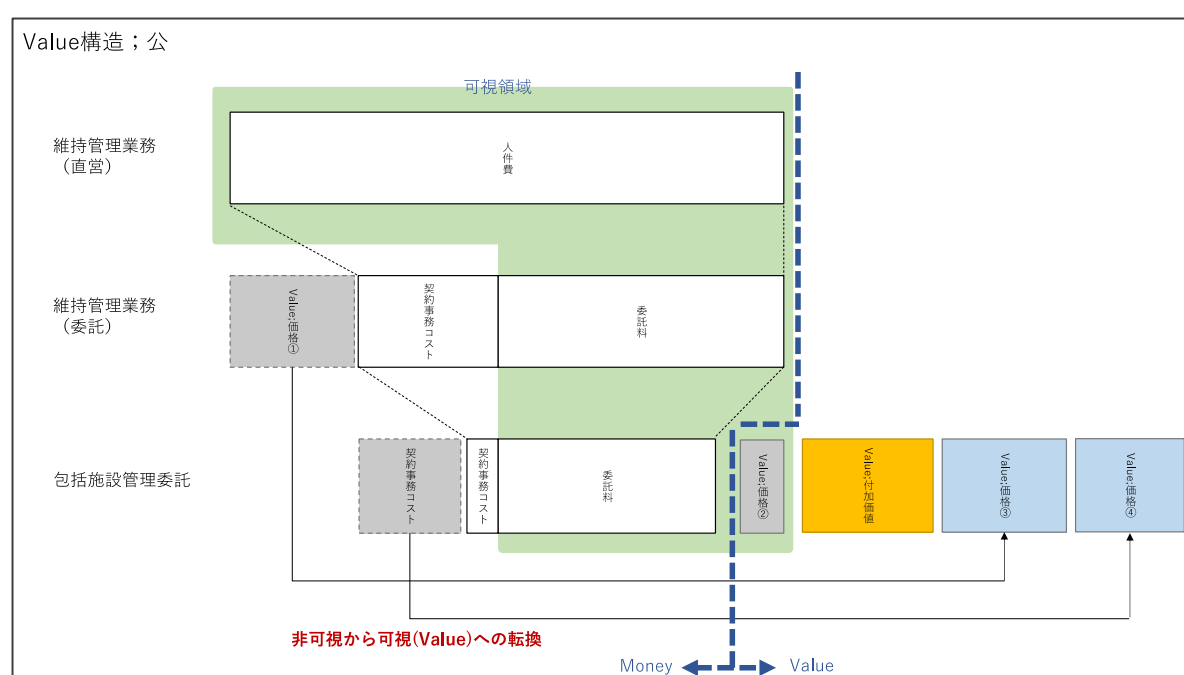 Value構造；公
可視領域
維持管理業務
（直営）
人件費
維持管理業務
（委託）
Value;価格①
契約事務コスト
委託料
包括施設管理委託
契約事務コスト
契約事務コスト
委託料
Value;価格②
Value;付加価値
Value;価格③
Value;価格④
非可視から可視(Value)への転換
Money
Value